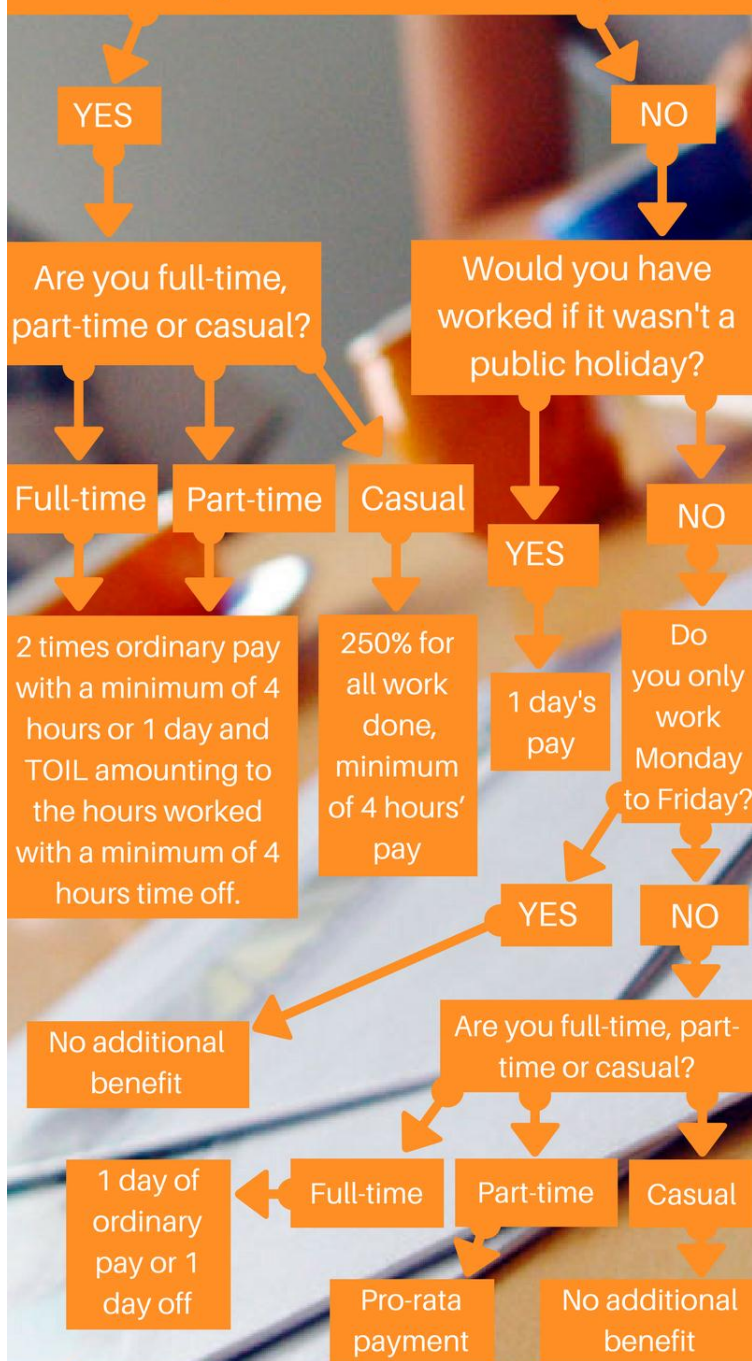 YES
NO
Are you full-time,
part-time or casual?
Would you have
worked if it wasn't a
public holiday?
Full-time
Part-time
Casual
YES
NO
2 times ordinary pay
with a minimum of 4
hours or 1 day and
TOIL amounting to
the hours worked
with a minimum of 4
hours time off.
250% for
all work
done,
minimum
of 4 hours’
pay
1 day's
pay
Do
you only
work
Monday
to Friday?
YES
NO
No additional
benefit
Are you full-time, part-
time or casual?
Full-time
Part-time
Casual
1 day of
ordinary
pay or 1
day off
Pro-rata
payment
No additional
benefit